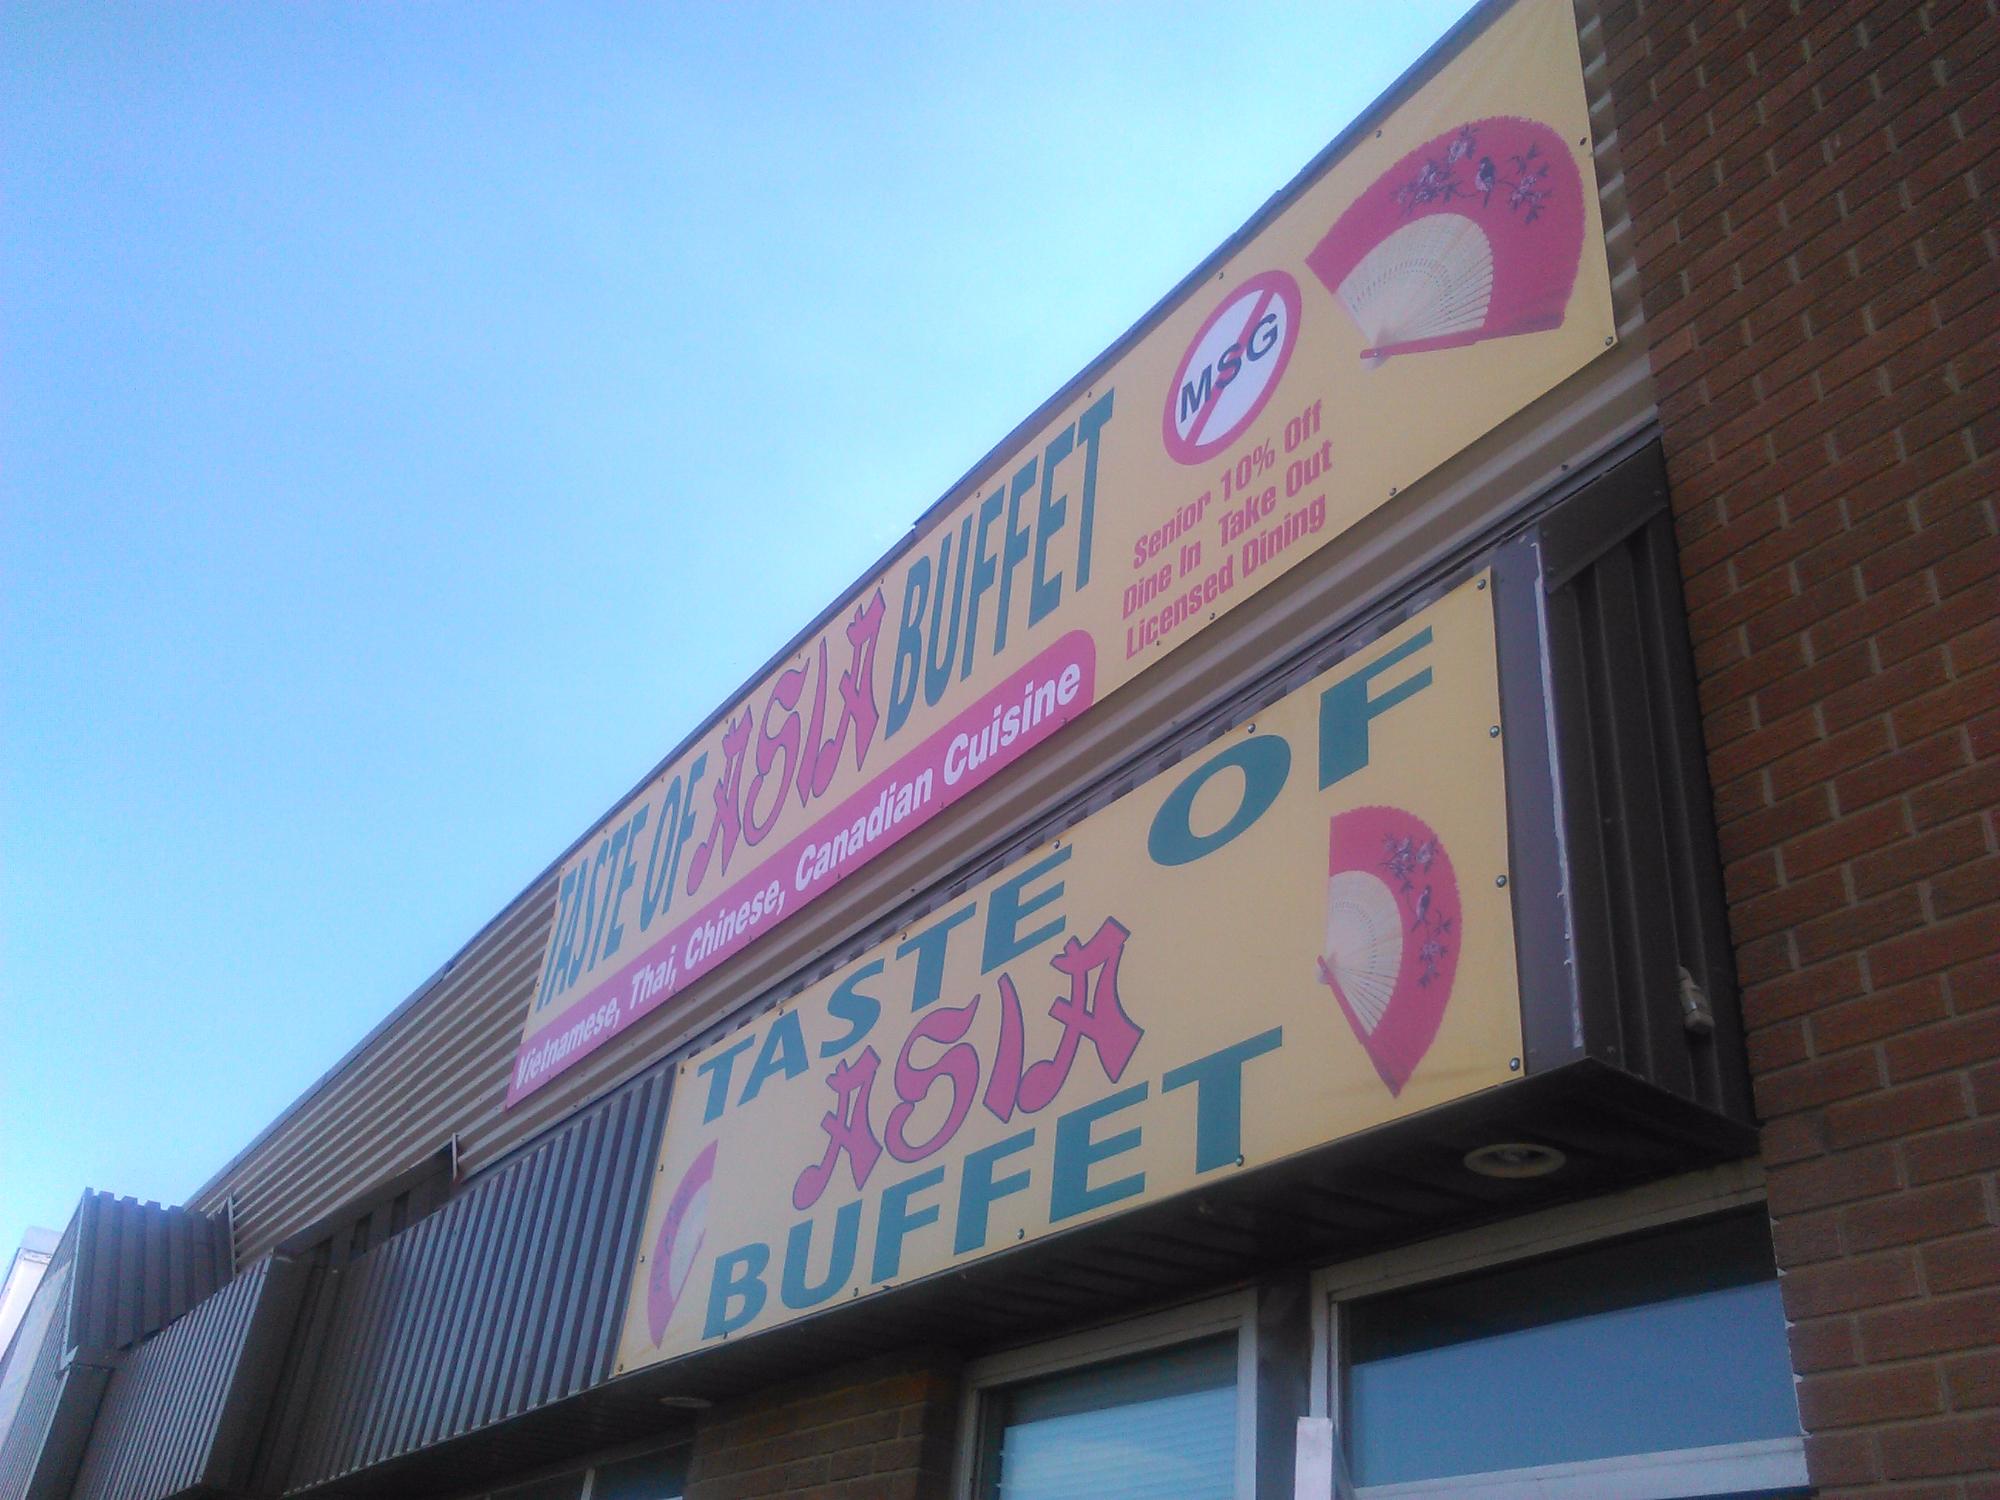 TASTE OF ASIA BUFFET
Vietnamese, Thai, Chinese, Canadian Cuisine
MSG
Senior 10% Off
Dine In Take Out
Licensed Dining
TASTE OF
ASIA
BUFFET